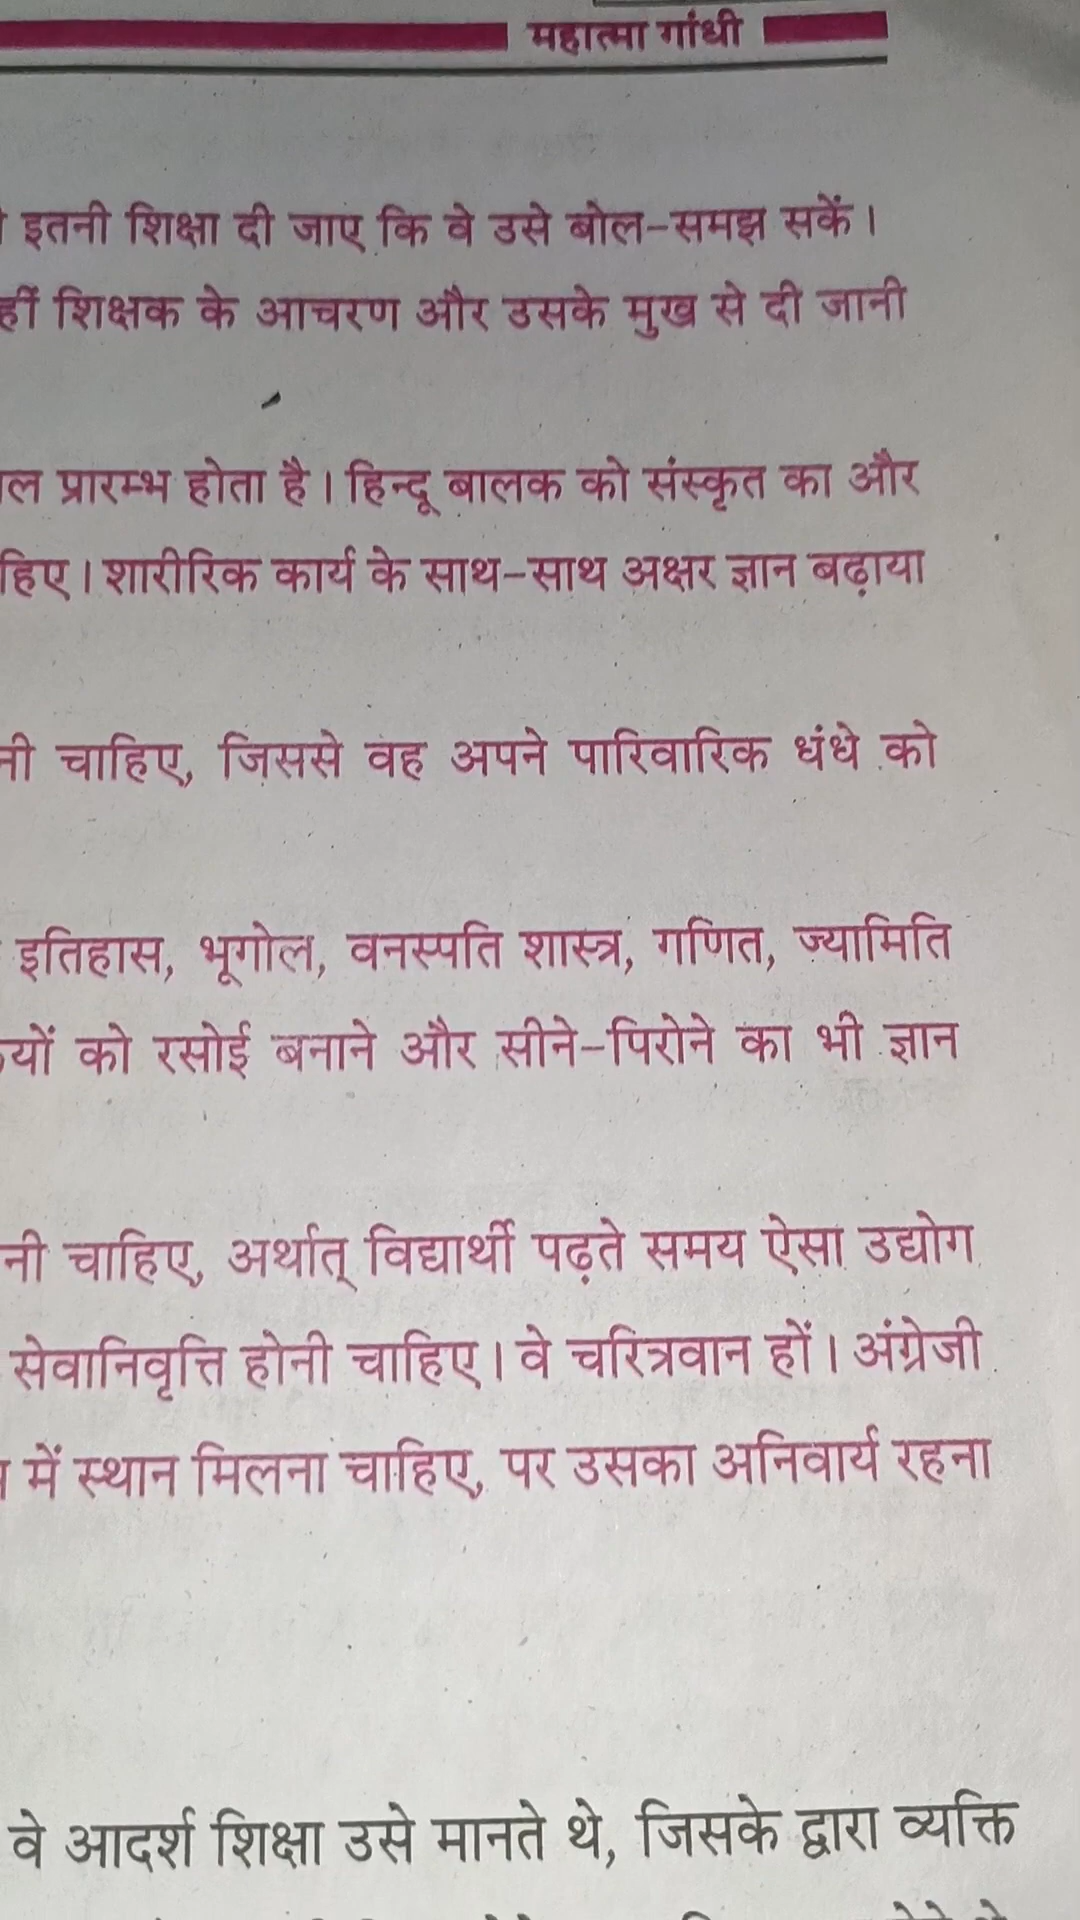 महात्मा गांधी
इतनी शिक्षा दी जाए कि वे उसे बोल-समझ सकें।
शिक्षक के आचरण और उसके मुख से दी जानी
प्रारम्भ होता है। हिन्दू बालक को संस्कृत का और
शारीरिक कार्य के साथ-साथ अक्षर ज्ञान बढ़ाया
चाहिए, जिससे वह अपने पारिवारिक धंधे को
इतिहास, भूगोल, वनस्पति शास्त्र, गणित, ज्यामिति
को रसोई बनाने और सीने-पिरोने का भी ज्ञान
चाहिए, अर्थात् विद्यार्थी पढ़ते समय ऐसा उद्योग
सेवानिवृत्ति होनी चाहिए। वे चरित्रवान हों। अंग्रेजी
में स्थान मिलना चाहिए, पर उसका अनिवार्य रहना
वे आदर्श शिक्षा उसे मानते थे, जिसके द्वारा व्यक्ति